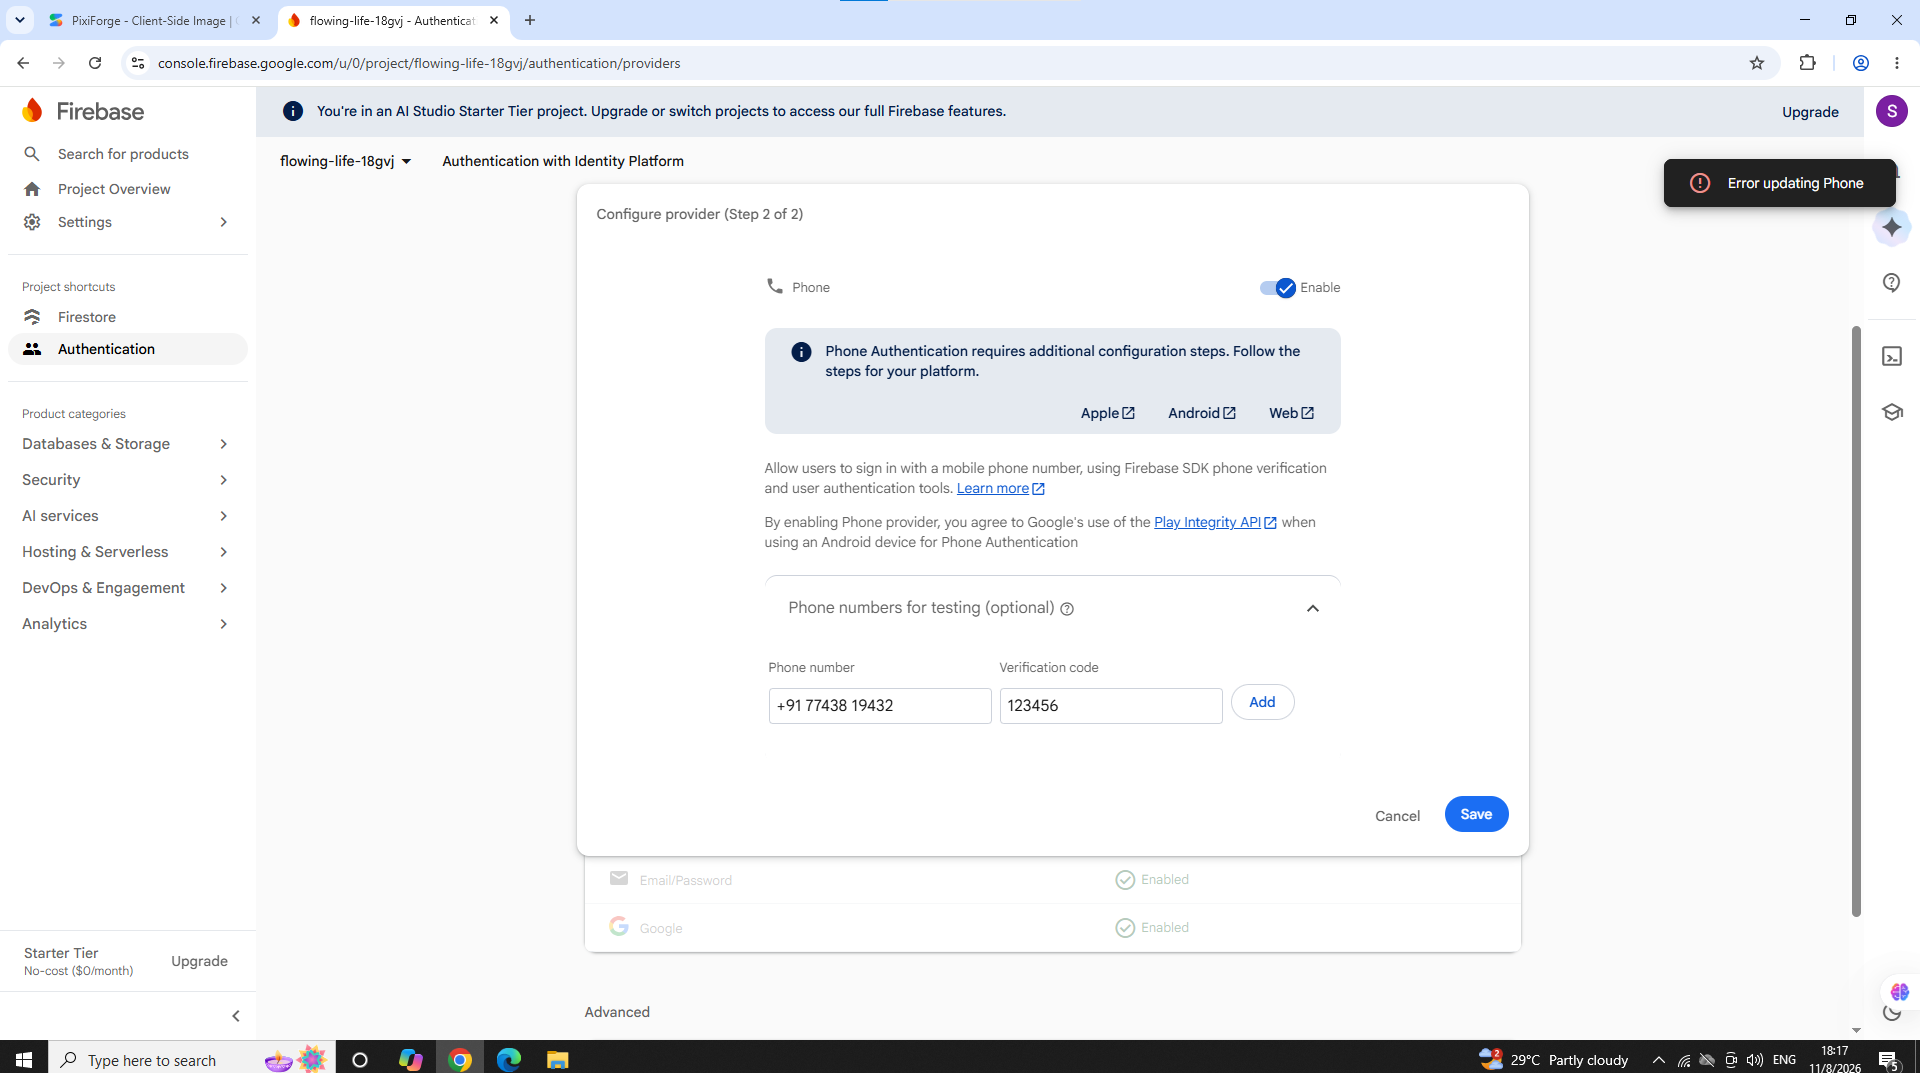 PixiForge - Client-Side Image |
flowing-life-18gvj - Authenticat
console.firebase.google.com/u/0/project/flowing-life-18gvj/authentication/providers
Firebase
Search for products
Project Overview
Settings
Project shortcuts
Firestore
Authentication
Product categories
Databases & Storage
Security
AI services
Hosting & Serverless
DevOps & Engagement
Analytics
Starter Tier
No-cost ($0/month)
Upgrade
You're in an AI Studio Starter Tier project. Upgrade or switch projects to access our full Firebase features.
Upgrade
S
flowing-life-18gvj
Authentication with Identity Platform
Error updating Phone
Configure provider (Step 2 of 2)
Phone
Enable
Phone Authentication requires additional configuration steps. Follow the
steps for your platform.
Apple
Android
Web
Allow users to sign in with a mobile phone number, using Firebase SDK phone verification
and user authentication tools. Learn more
By enabling Phone provider, you agree to Google's use of the Play Integrity API when
using an Android device for Phone Authentication
Phone numbers for testing (optional)
Phone number
Verification code
+91 77438 19432
123456
Add
Cancel
Save
Email/Password
Enabled
Google
Enabled
Advanced
Type here to search
2
29°C Partly cloudy
ENG
18:17
11/8/2026
5